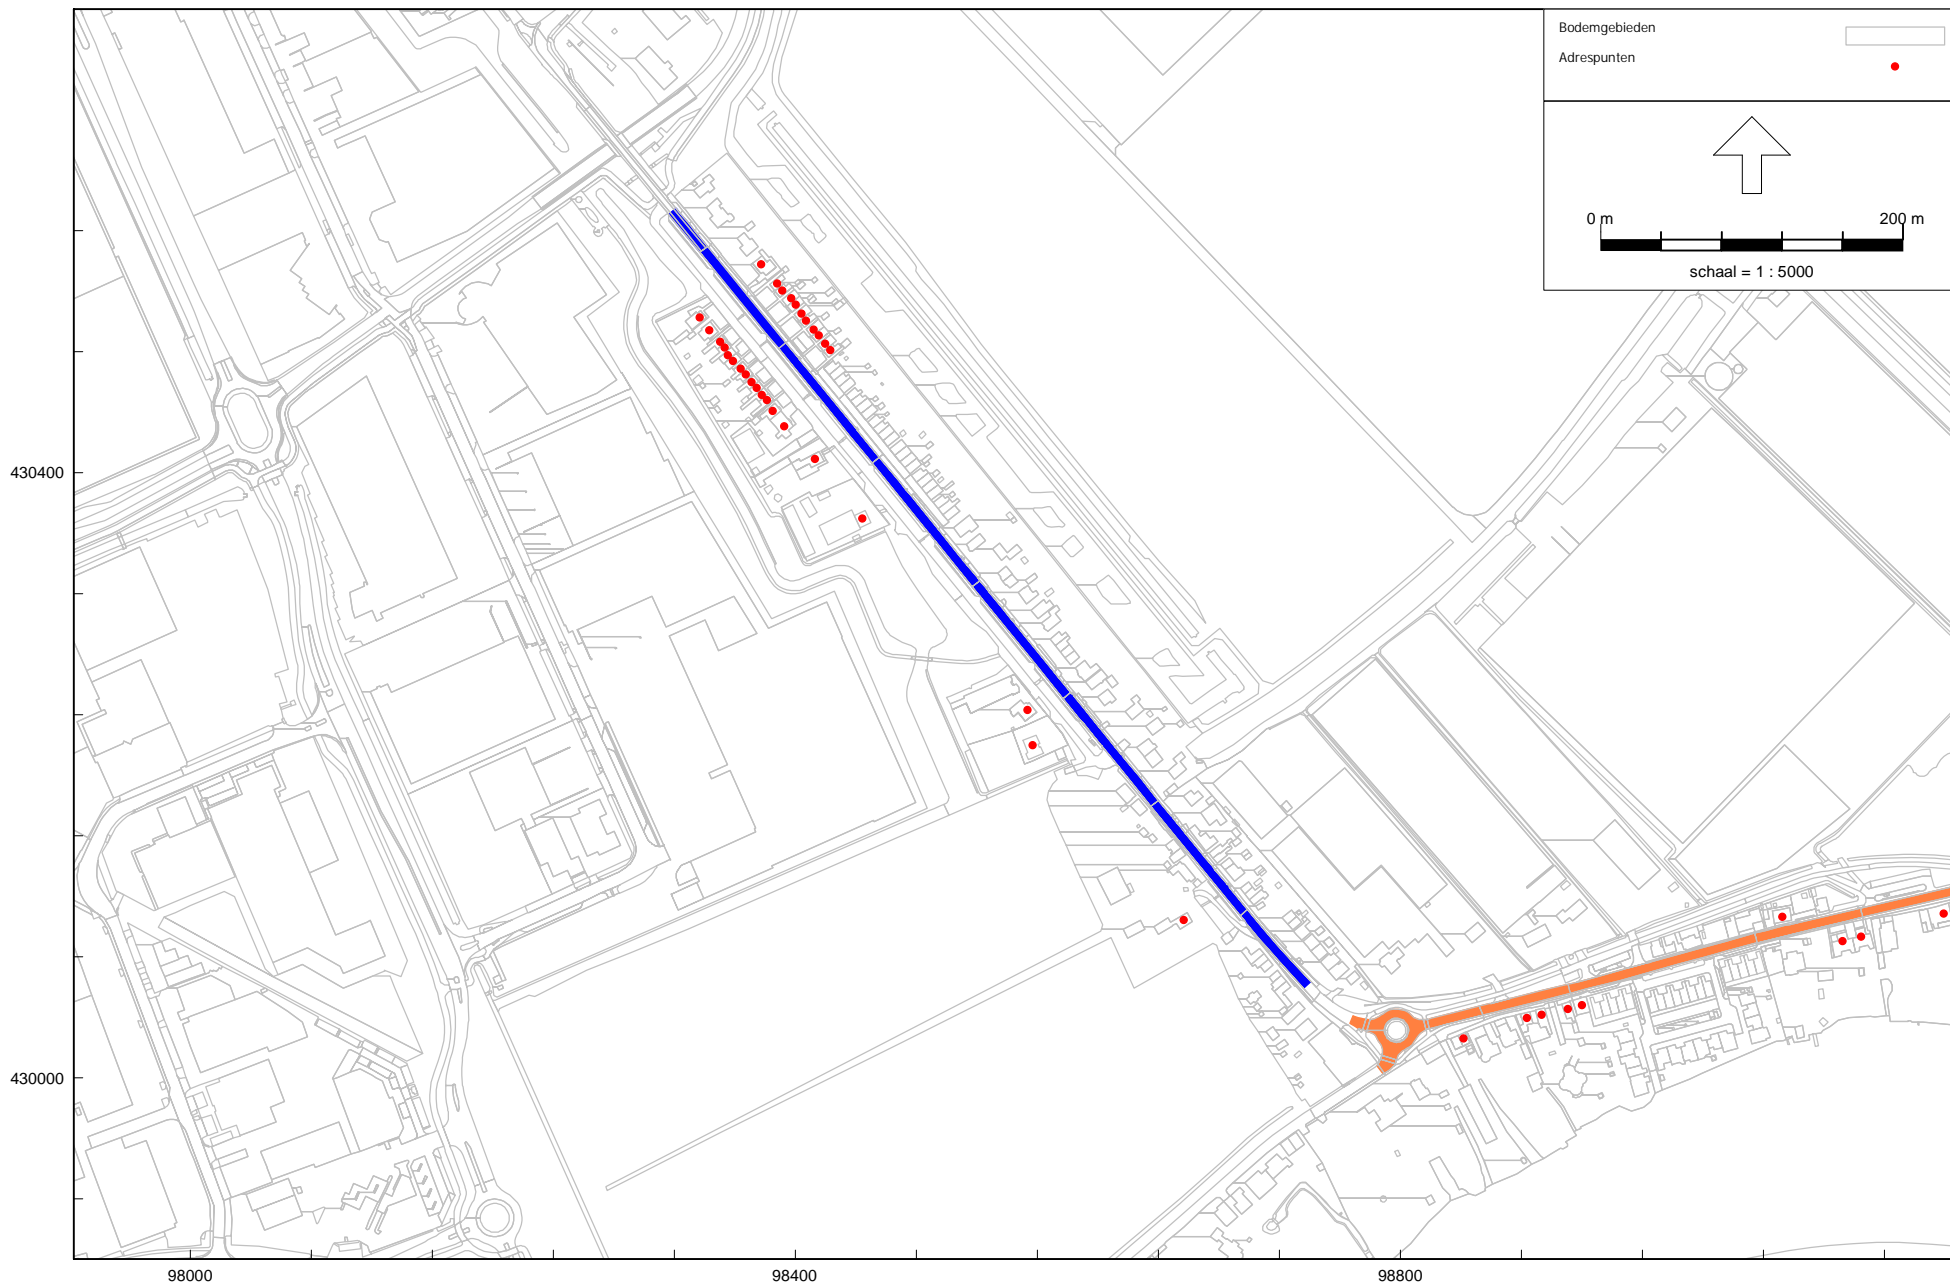 Bodemgebieden
Adrespunten
0 m 200 m
schaal = 1 : 5000
430400
430000
98000 98400 98800